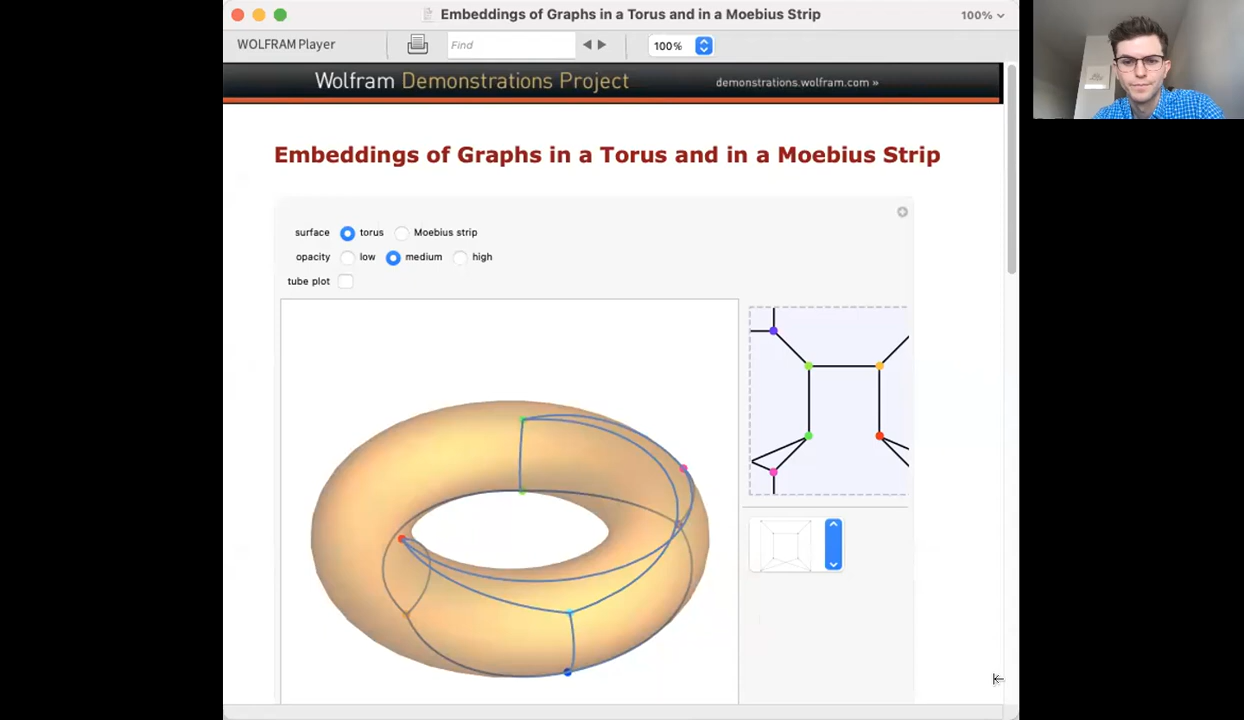 Embeddings of Graphs in a Torus and in a Moebius Strip
100%
WOLFRAM Player
Find
100%
Wolfram Demonstrations Project
demonstrations.wolfram.com »
Embeddings of Graphs in a Torus and in a Moebius Strip
surface torus Moebius strip
opacity low medium high
tube plot